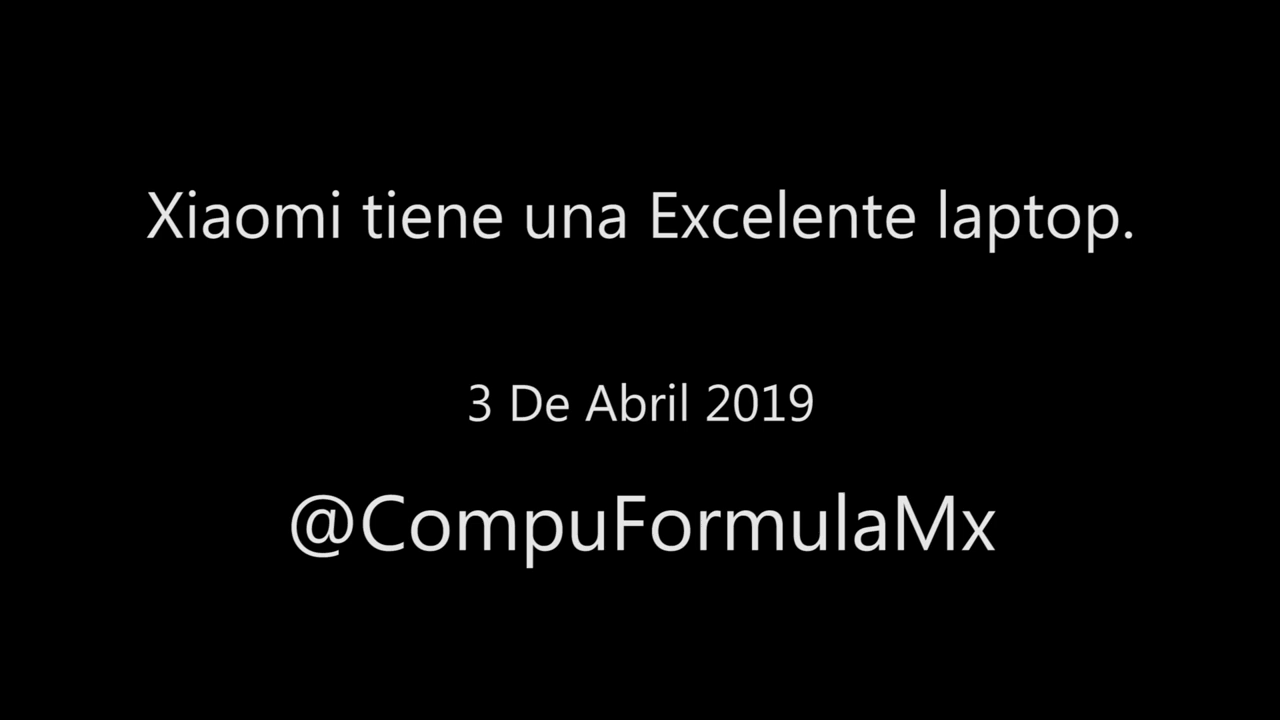 Xiaomi tiene una Excelente laptop.
3 De Abril 2019
@CompuFormulaMx